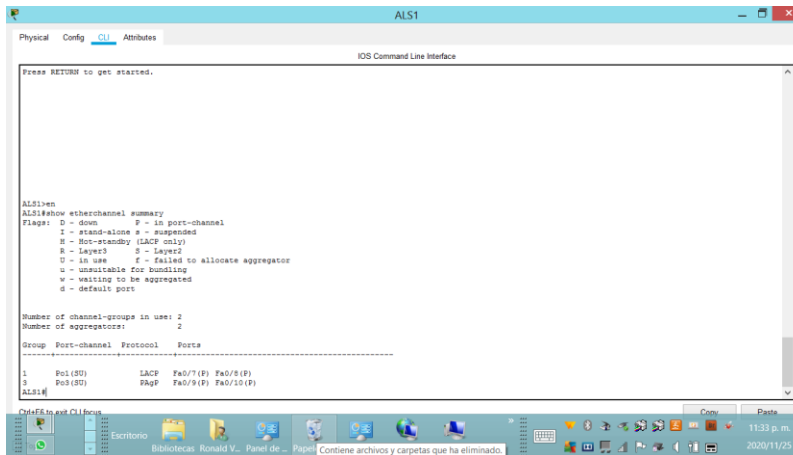 ALS1
Physical Config CLI Attributes
IOS Command Line Interface
Press RETURN to get started.
ALS1>en
ALS1#show etherchannel summary
Flags: D - down P - in port-channel
I - stand-alone s - suspended
H - Hot-standby (LACP only)
R - Layer3 S - Layer2
U - in use f - failed to allocate aggregator
u - unsuitable for bundling
w - waiting to be aggregated
d - default port
Number of channel-groups in use: 2
Number of aggregators: 2
Group Port-channel Protocol Ports
------+-------------+-----------+----------------------------------------------
1 Po1(SU) LACP Fa0/7(P) Fa0/8(P)
3 Po3(SU) PAgP Fa0/9(P) Fa0/10(P)
ALS1#
Ctrl+F6 to exit CLI focus
Copy Paste
Escritorio
Bibliotecas Ronald V... Panel de ... Papel
Contiene archivos y carpetas que ha eliminado.
11:33 p. m.
2020/11/25